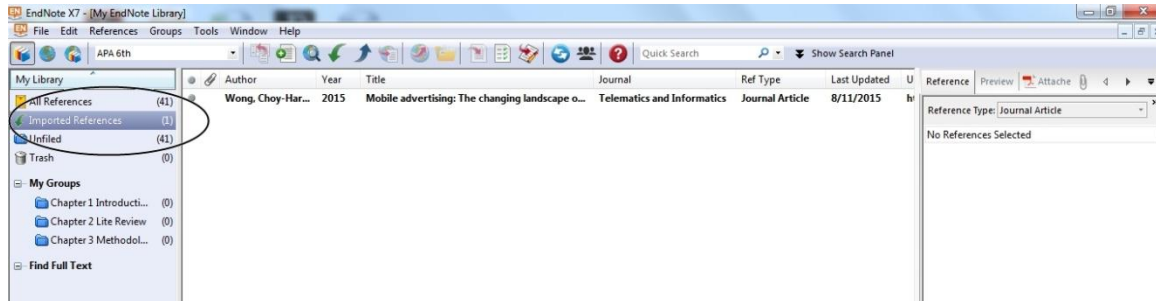 EndNote X7 - [My EndNote Library]
File Edit References Groups Tools Window Help
APA 6th Quick Search Show Search Panel
My Library Author Year Title Journal Ref Type Last Updated U Reference Preview Attache
All References (41) Wong, Choy-Har... 2015 Mobile advertising: The changing landscape o... Telematics and Informatics Journal Article 8/11/2015 ht Reference Type: Journal Article
Imported References (1)
Unfiled (41) No References Selected
Trash (0)
My Groups
Chapter 1 Introducti... (0)
Chapter 2 Lite Review (0)
Chapter 3 Methodol... (0)
Find Full Text